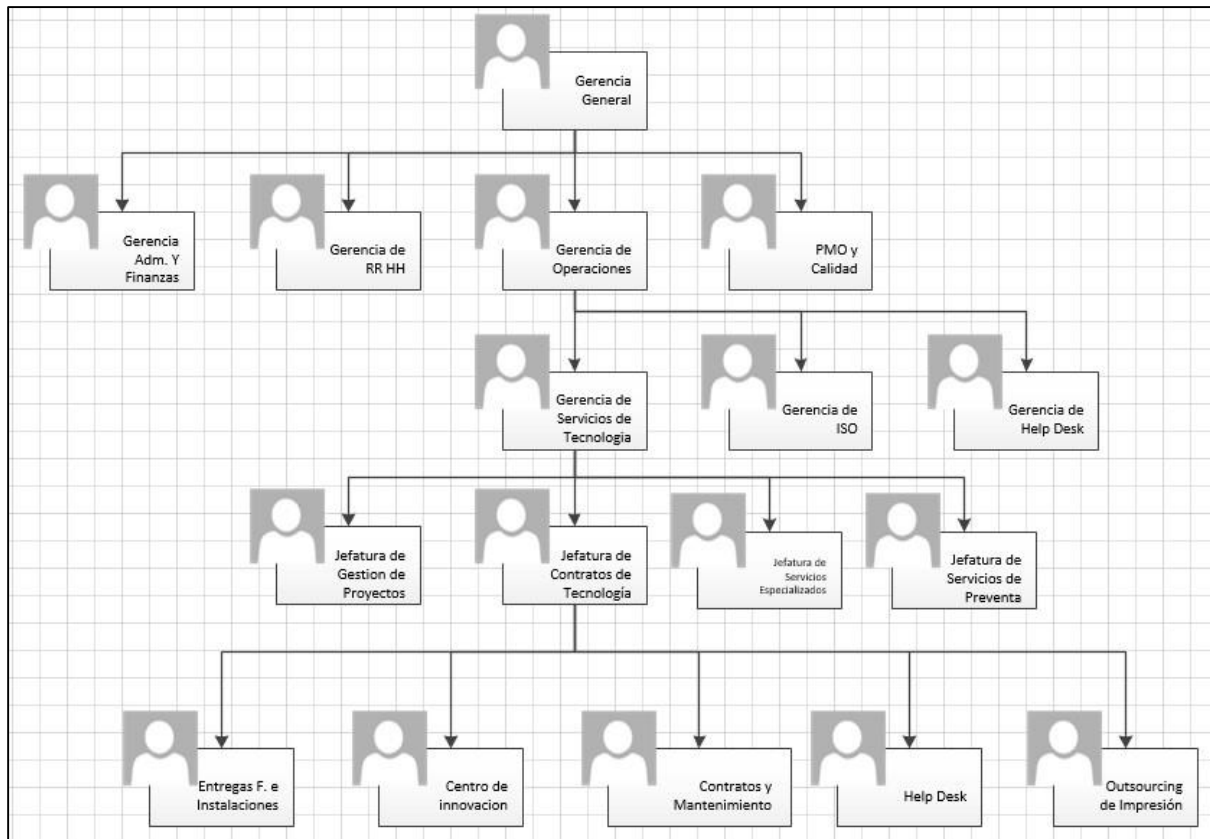 Gerencia
General
Gerencia
Adm. Y
Finanzas
Gerencia de
RR HH
Gerencia de
Operaciones
PMO y
Calidad
Gerencia de
Servicios de
Tecnologia
Gerencia de
ISO
Gerencia de
Help Desk
Jefatura de
Gestion de
Proyectos
Jefatura de
Contratos de
Tecnología
Jefatura de
Servicios
Especializados
Jefatura de
Servicios de
Preventa
Entregas F. e
Instalaciones
Centro de
innovacion
Contratos y
Mantenimiento
Help Desk
Outsourcing
de Impresión